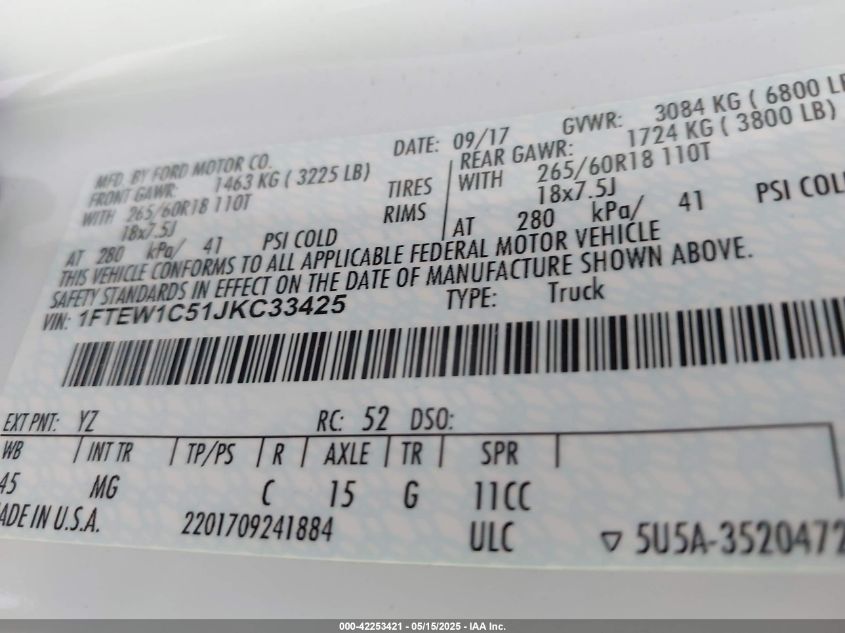 MFD. BY FORD MOTOR CO.
DATE: 09/17
GVWR: 3084 KG ( 6800 LB
FRONT GAWR: 1463 KG ( 3225 LB)
REAR GAWR: 1724 KG ( 3800 LB)
WITH 265/60R18 110T
TIRES
WITH 265/60R18 110T
18x7.5J
RIMS
18x7.5J
AT 280 kPa/ 41 PSI COLD
AT 280 kPa/ 41 PSI COL
THIS VEHICLE CONFORMS TO ALL APPLICABLE FEDERAL MOTOR VEHICLE
SAFETY STANDARDS IN EFFECT ON THE DATE OF MANUFACTURE SHOWN ABOVE.
VIN: 1FTEW1C51JKC33425
TYPE: Truck
EXT PNT: YZ RC: 52 DSO:
WB INT TR TP/PS R AXLE TR SPR
45 MG C 15 G 11CC
ADE IN U.S.A. 2201709241884 ULC ▽ 5U5A-3520472
000-42253421 - 05/15/2025 - IAA Inc.